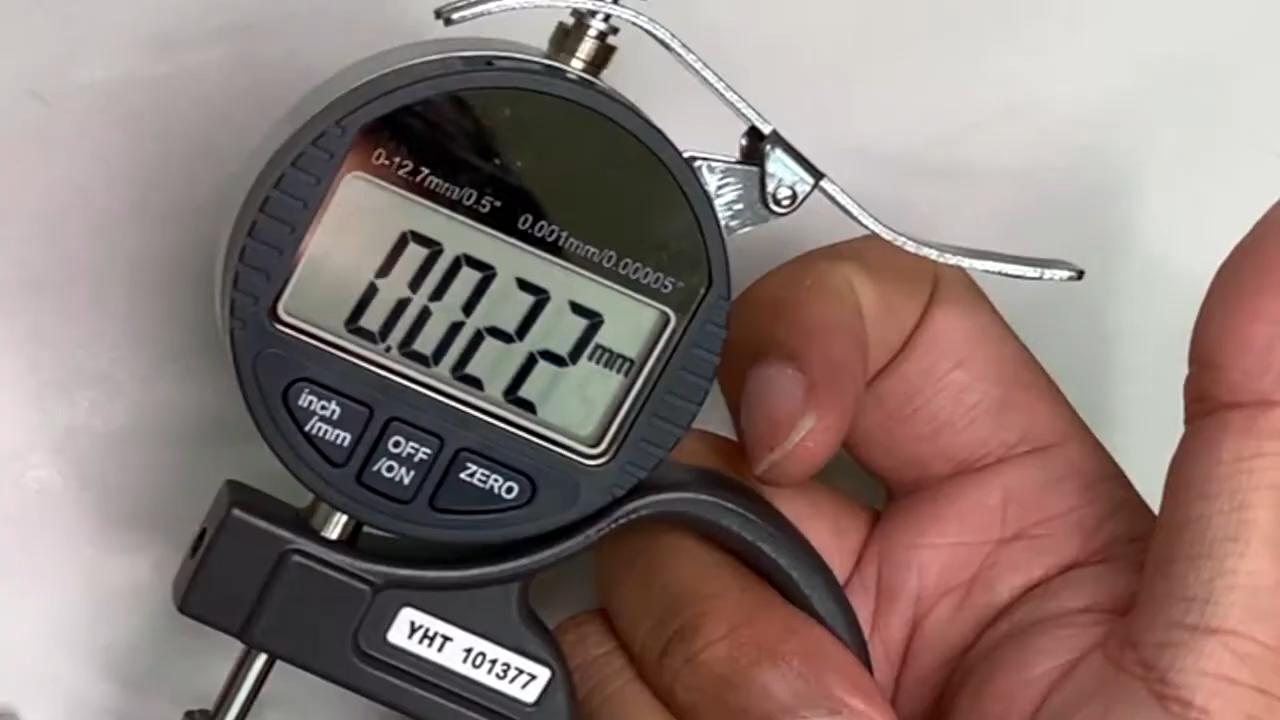 0-12.7mm/0.5" 0.001mm/0.00005"
0.022 mm
inch
/mm
OFF
/ON
ZERO
YHT 101377